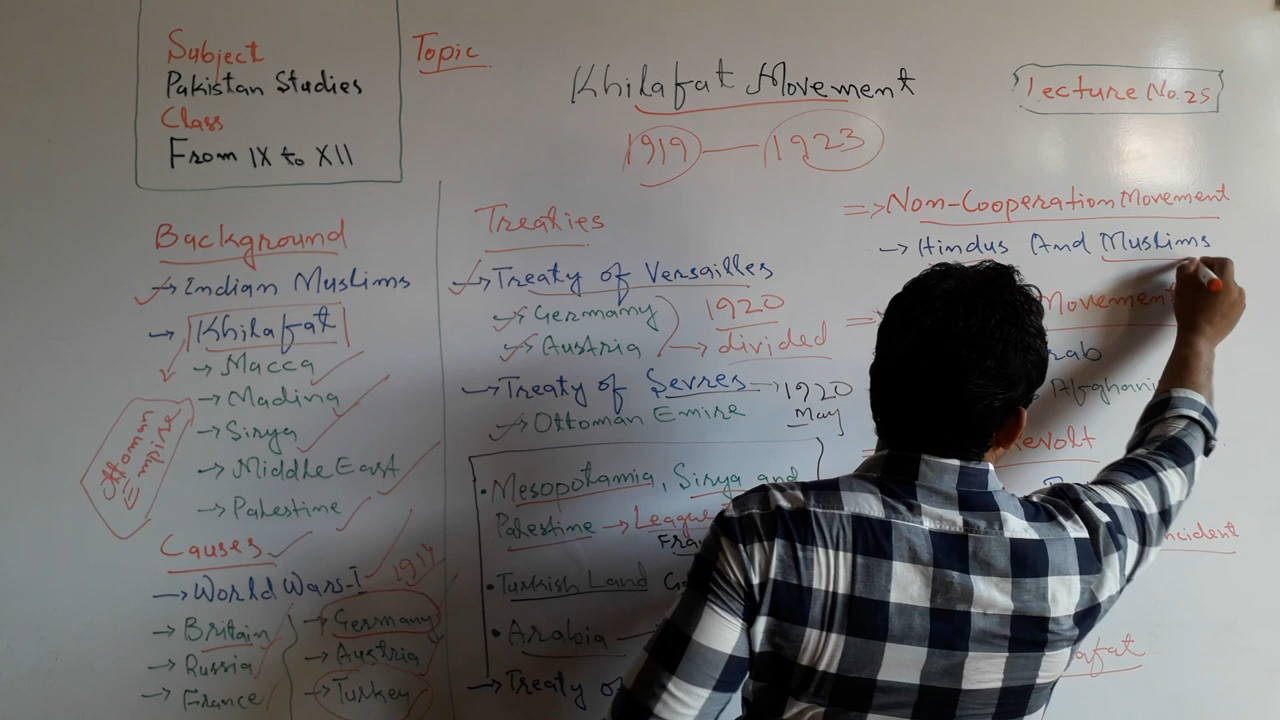 Subject
Pakistan Studies
Class
From IX to XII
Topic
Khilafat Movement
1919 — 1923
Lecture No.25
Background
→ Indian Muslims
→ Khilafat
→ Macca
→ Madina
→ Sirya
→ Middle East
→ Palestine
Ottoman
Empire
Causes
→ World Wars-I
1914
→ Britain
→ Russia
→ France
→ Germany
→ Austria
→ Turkey
Treaties
→ Treaty of Versailles
→ Germany
→ Austria
1920
→ divided
→ Treaty of Sevres → 1920
May
→ Ottoman Emire
• Mesopotamia, Sirya and
Palestine → League
• Turkish Land
• Arabia —
→ Treaty of
=> Non-Cooperation Movement
→ Hindus And Muslims
Movement
Revolt
incident